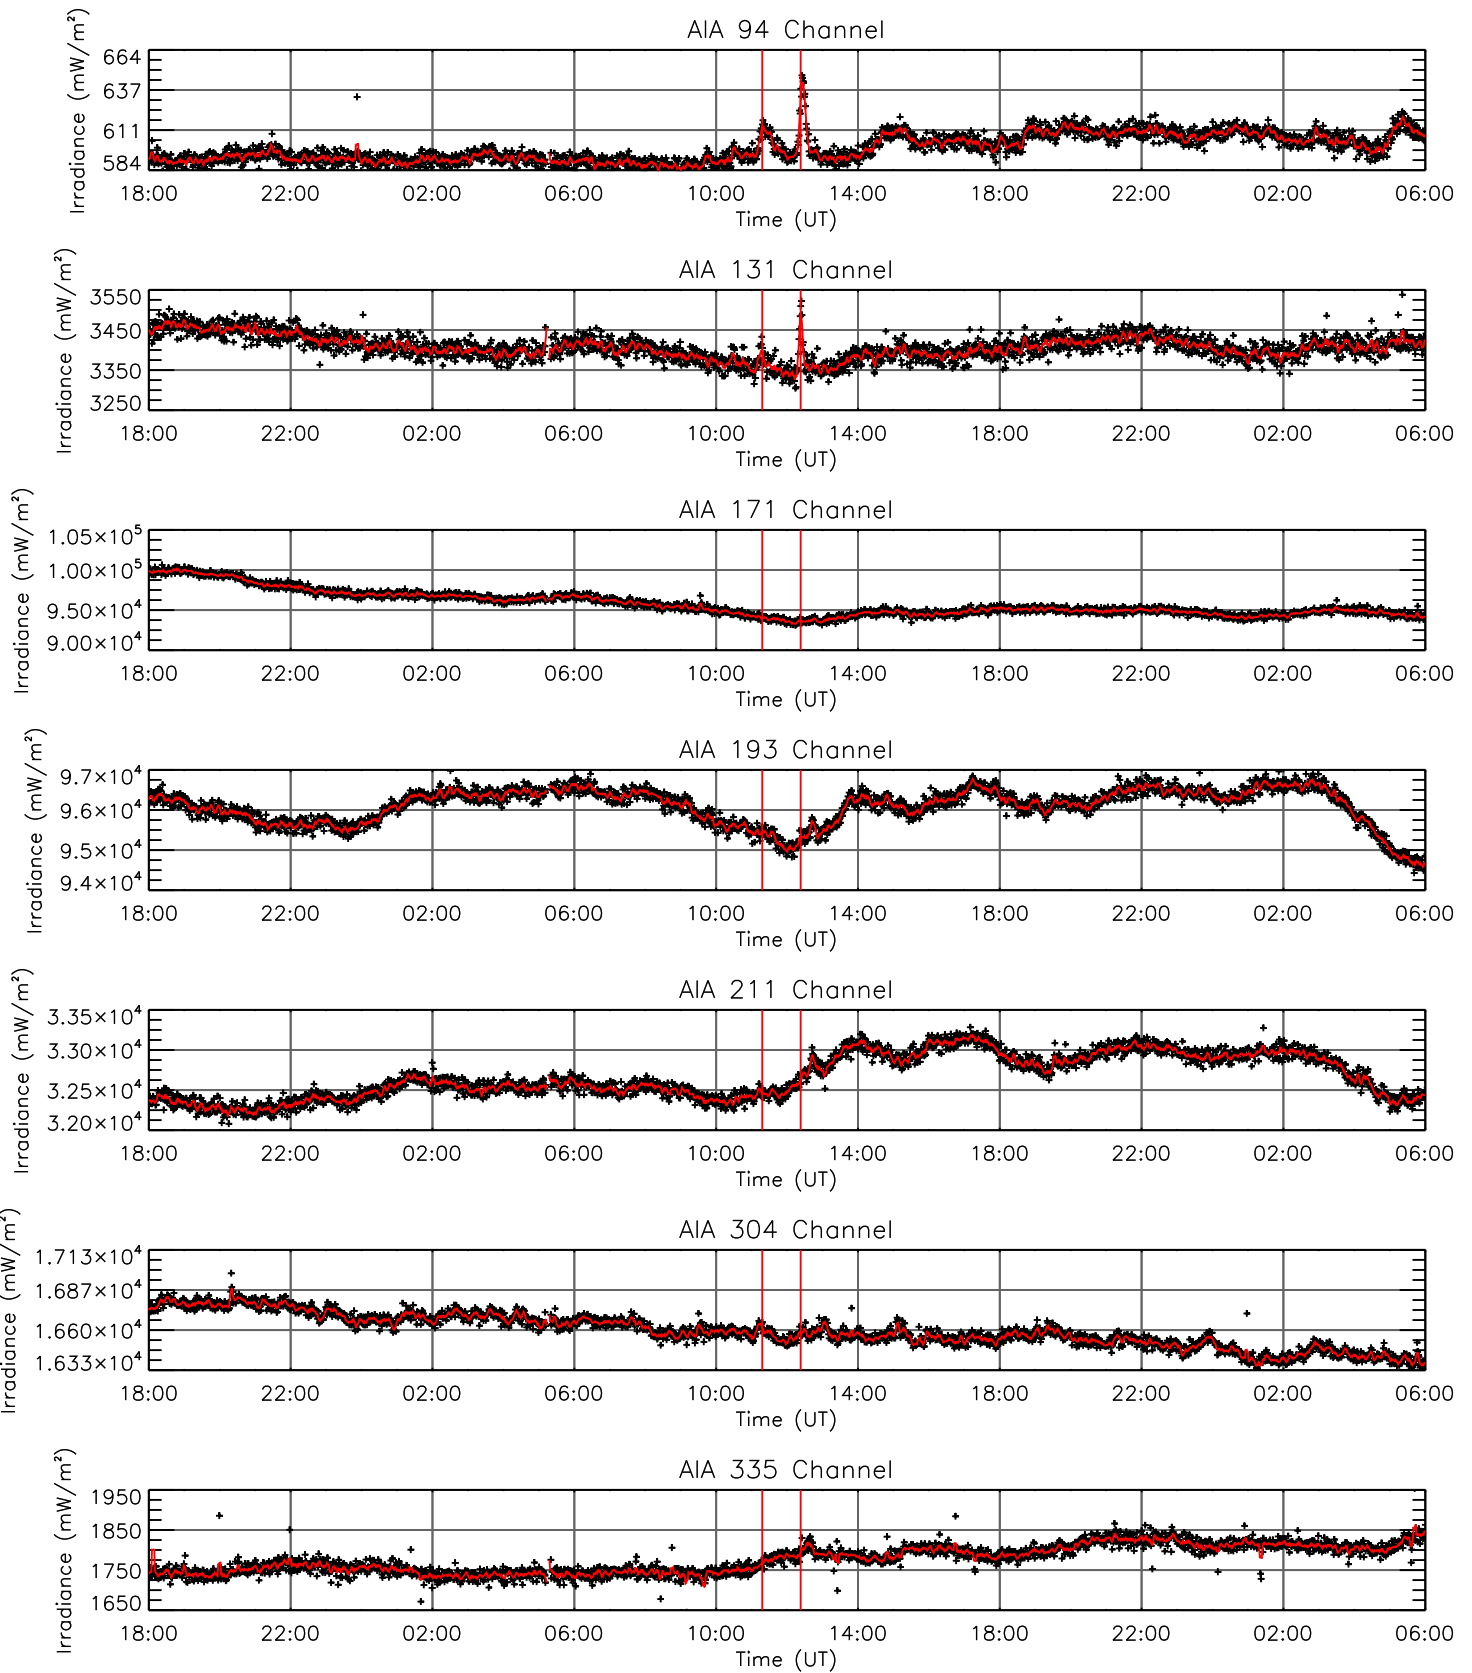 AIA 94 Channel
Irradiance (mW/m²)
664
637
611
584
18:00 22:00 02:00 06:00 10:00 14:00 18:00 22:00 02:00 06:00
Time (UT)
AIA 131 Channel
Irradiance (mW/m²)
3550
3450
3350
3250
18:00 22:00 02:00 06:00 10:00 14:00 18:00 22:00 02:00 06:00
Time (UT)
AIA 171 Channel
Irradiance (mW/m²)
1.05×10⁵
1.00×10⁵
9.50×10⁴
9.00×10⁴
18:00 22:00 02:00 06:00 10:00 14:00 18:00 22:00 02:00 06:00
Time (UT)
AIA 193 Channel
Irradiance (mW/m²)
9.7×10⁴
9.6×10⁴
9.5×10⁴
9.4×10⁴
18:00 22:00 02:00 06:00 10:00 14:00 18:00 22:00 02:00 06:00
Time (UT)
AIA 211 Channel
Irradiance (mW/m²)
3.35×10⁴
3.30×10⁴
3.25×10⁴
3.20×10⁴
18:00 22:00 02:00 06:00 10:00 14:00 18:00 22:00 02:00 06:00
Time (UT)
AIA 304 Channel
Irradiance (mW/m²)
1.713×10⁴
1.687×10⁴
1.660×10⁴
1.633×10⁴
18:00 22:00 02:00 06:00 10:00 14:00 18:00 22:00 02:00 06:00
Time (UT)
AIA 335 Channel
Irradiance (mW/m²)
1950
1850
1750
1650
18:00 22:00 02:00 06:00 10:00 14:00 18:00 22:00 02:00 06:00
Time (UT)